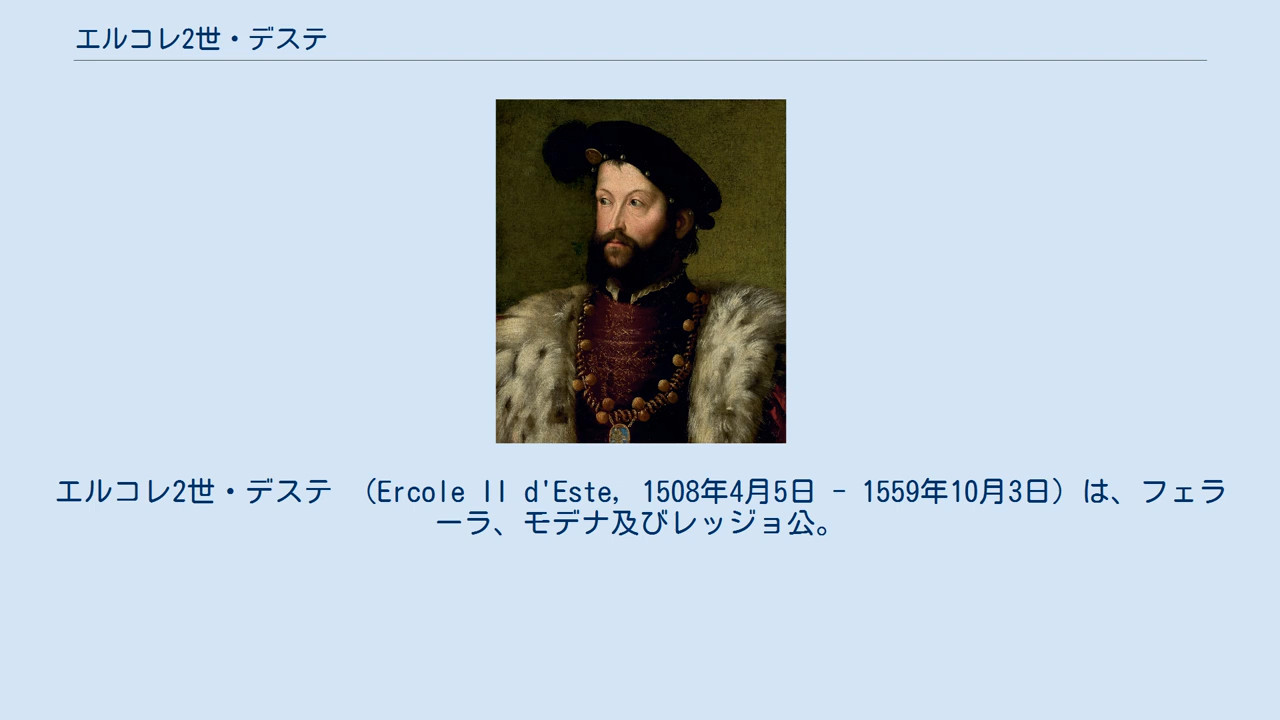 エルコレ2世・デステ
エルコレ2世・デステ （Ercole II d'Este, 1508年4月5日 - 1559年10月3日）は、フェラ
ーラ、モデナ及びレッジョ公。